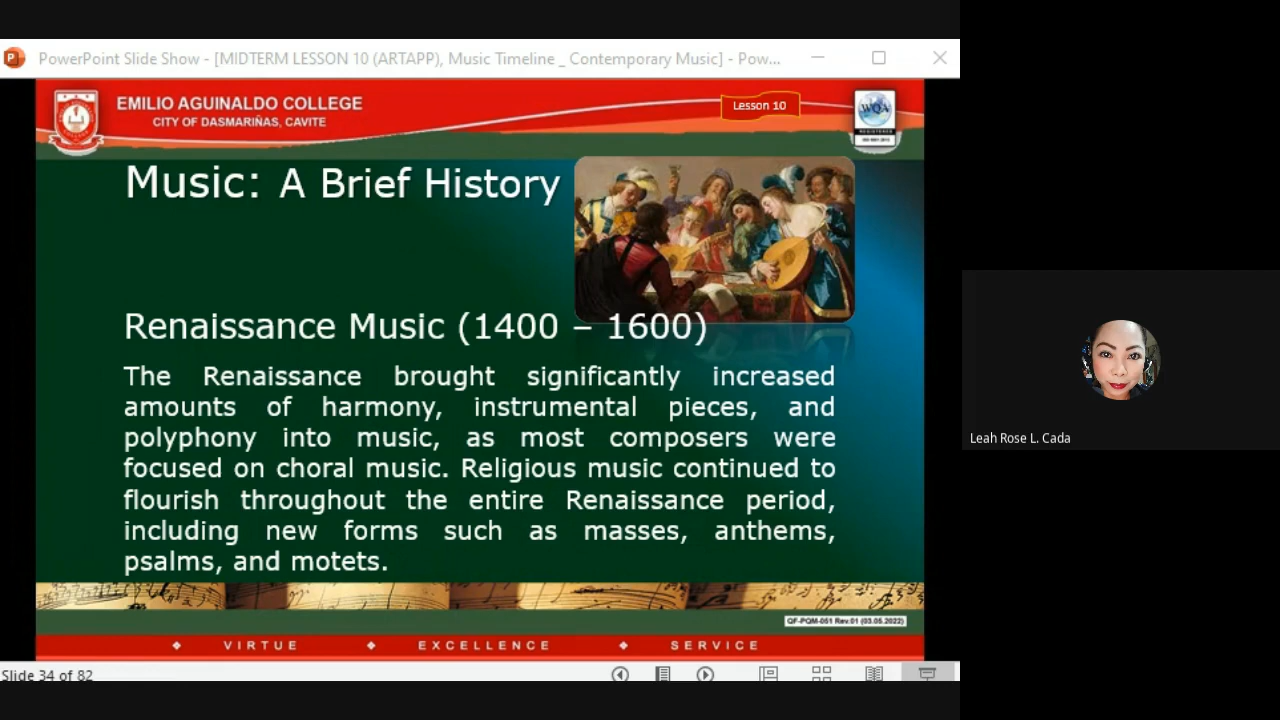 PowerPoint Slide Show - [MIDTERM LESSON 10 (ARTAPP), Music Timeline _ Contemporary Music] - Pow...
EMILIO AGUINALDO COLLEGE
CITY OF DASMARIÑAS, CAVITE
Lesson 10
WQA
Music: A Brief History
Renaissance Music (1400 – 1600)
The Renaissance brought significantly increased
amounts of harmony, instrumental pieces, and
polyphony into music, as most composers were
focused on choral music. Religious music continued to
flourish throughout the entire Renaissance period,
including new forms such as masses, anthems,
psalms, and motets.
QF-PQM-051 Rev.01 (03.05.2022)
VIRTUE EXCELLENCE SERVICE
Slide 34 of 82
Leah Rose L. Cada